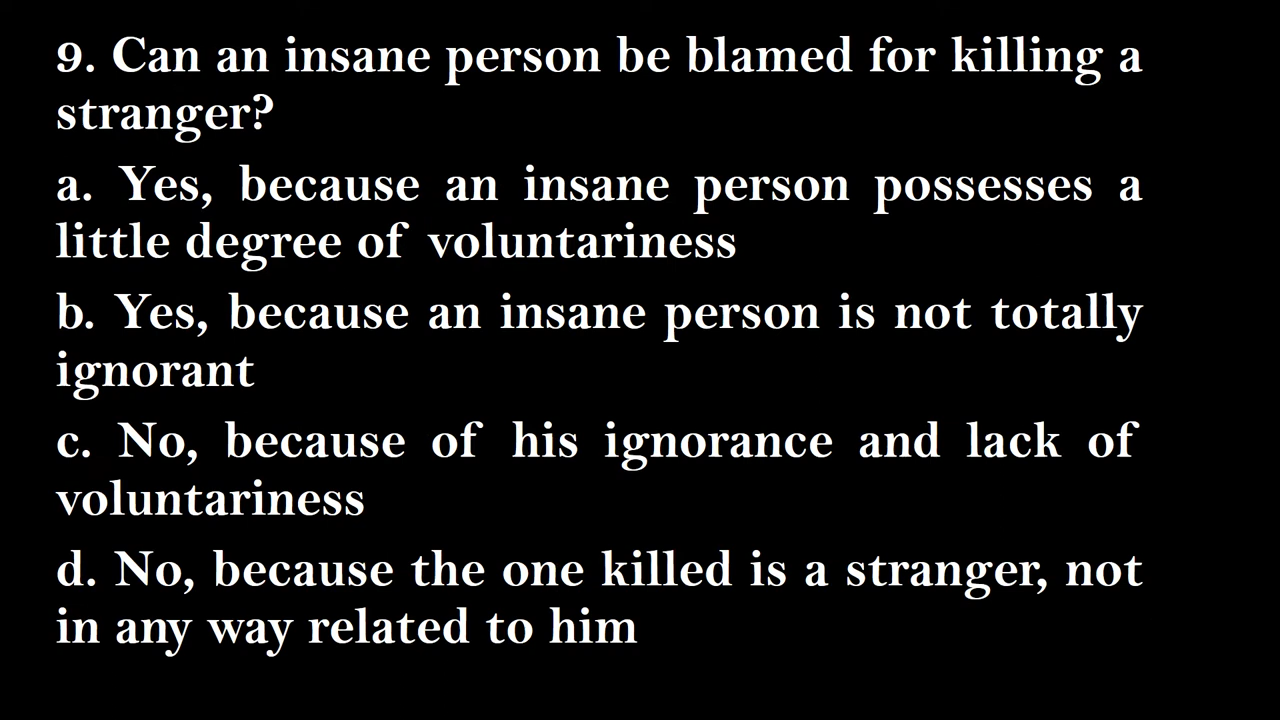 9. Can an insane person be blamed for killing a
stranger?
a. Yes, because an insane person possesses a
little degree of voluntariness
b. Yes, because an insane person is not totally
ignorant
c. No, because of his ignorance and lack of
voluntariness
d. No, because the one killed is a stranger, not
in any way related to him